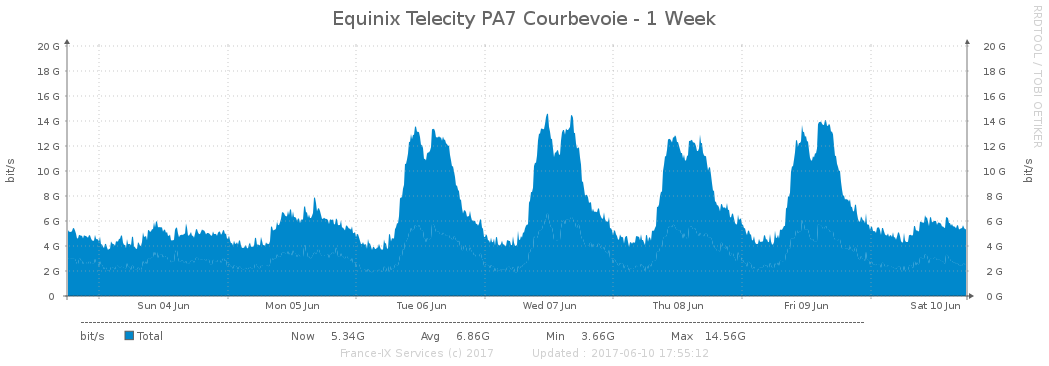 Equinix Telecity PA7 Courbevoie - 1 Week
RRDTOOL / TOBI OETIKER
20 G 20 G
18 G 18 G
16 G 16 G
14 G 14 G
12 G 12 G
10 G 10 G
8 G 8 G
6 G 6 G
4 G 4 G
2 G 2 G
0 0 G
bit/s
bit/s
Sun 04 Jun Mon 05 Jun Tue 06 Jun Wed 07 Jun Thu 08 Jun Fri 09 Jun Sat 10 Jun
bit/s Total Now 5.34G Avg 6.86G Min 3.66G Max 14.56G
France-IX Services (c) 2017 Updated : 2017-06-10 17:55:12